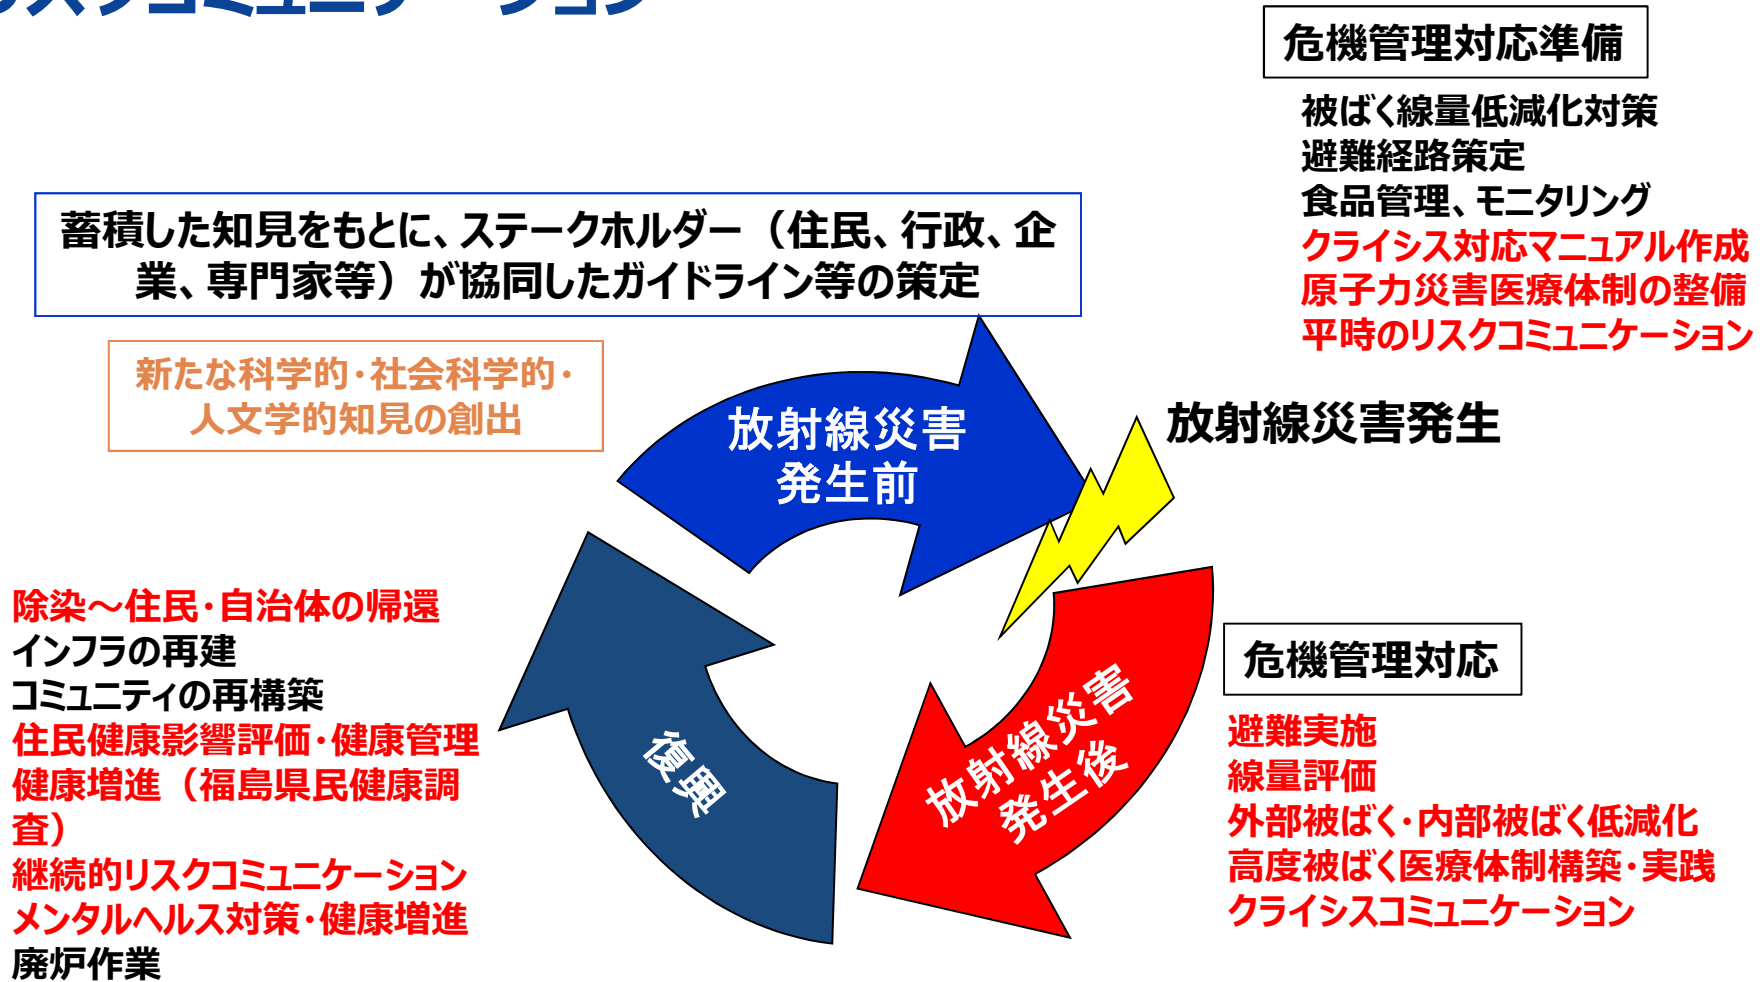 リスクコミュニケーション
危機管理対応準備
被ばく線量低減化対策
避難経路策定
食品管理、モニタリング
クライシス対応マニュアル作成
原子力災害医療体制の整備
平時のリスクコミュニケーション
蓄積した知見をもとに、ステークホルダー（住民、行政、企
業、専門家等）が協同したガイドライン等の策定
新たな科学的・社会科学的・
人文学的知見の創出
放射線災害
発生前
放射線災害発生
危機管理対応
避難実施
線量評価
外部被ばく・内部被ばく低減化
高度被ばく医療体制構築・実践
クライシスコミュニケーション
放射線災害
発生後
復興
除染～住民・自治体の帰還
インフラの再建
コミュニティの再構築
住民健康影響評価・健康管理
健康増進（福島県民健康調
査）
継続的リスクコミュニケーション
メンタルヘルス対策・健康増進
廃炉作業